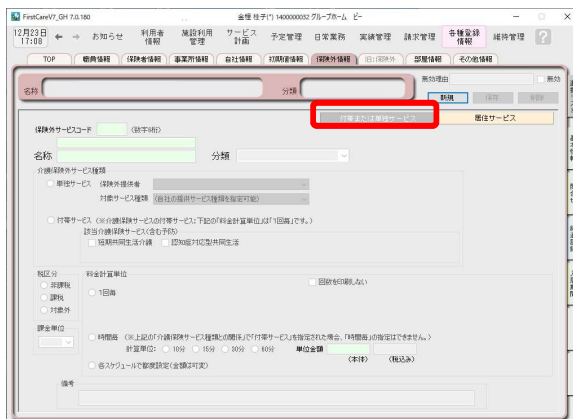 FirstCareV7_GH 7.0.180 金種 桂子(*) 1400000032 グループホーム ビー
12月23日 17:08 ← → お知らせ 利用者情報 施設利用管理 サービス計画 予定管理 日常業務 実績管理 請求管理 各種登録情報 維持管理 ?
TOP 職員情報 保険者情報 事業所情報 自社情報 初期値情報 保険外情報 旧)保険外 部屋情報 その他情報
名称 分類 無効理由 無効
新規 保存 削除
付帯または単独サービス 居住サービス
保険外サービスコード (数字6桁)
名称 分類
介護保険外サービス種類
単独サービス 保険外提供者
対象サービス種類 (自社の提供サービス種類を指定可能)
付帯サービス (※介護保険サービスの付帯サービス:下記の「料金計算単位」は「1回毎」です。)
該当介護保険サービス(含む予防)
短期共同生活介護 認知症対応型共同生活
税区分 料金計算単位
非課税 回数を印刷しない
課税 1回毎
対象外
課金単位
時間毎 (※上記の「介護保険サービス種類との関係」で「付帯サービス」を指定された場合、「時間毎」の指定はできません。)
計算単位: 10分 15分 30分 60分 単位金額
(本体) (税込み)
各スケジュールで都度設定(金額は可変)
備考